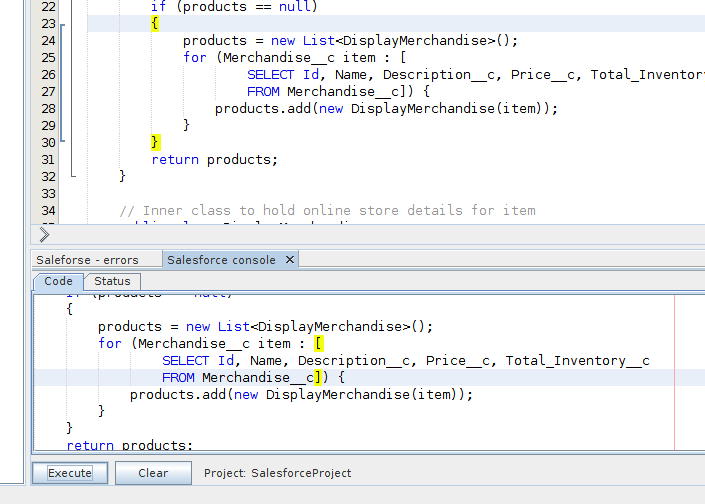 22 if (products == null)
23 {
24 products = new List<DisplayMerchandise>();
25 for (Merchandise__c item : [
26 SELECT Id, Name, Description__c, Price__c, Total_Inventory
27 FROM Merchandise__c]) {
28 products.add(new DisplayMerchandise(item));
29 }
30 }
31 return products;
32 }
33
34 // Inner class to hold online store details for item
Saleforse - errors Salesforce console ✕
Code Status
if (products == null)
{
products = new List<DisplayMerchandise>();
for (Merchandise__c item : [
SELECT Id, Name, Description__c, Price__c, Total_Inventory__c
FROM Merchandise__c]) {
products.add(new DisplayMerchandise(item));
}
}
return products;
Execute Clear Project: SalesforceProject